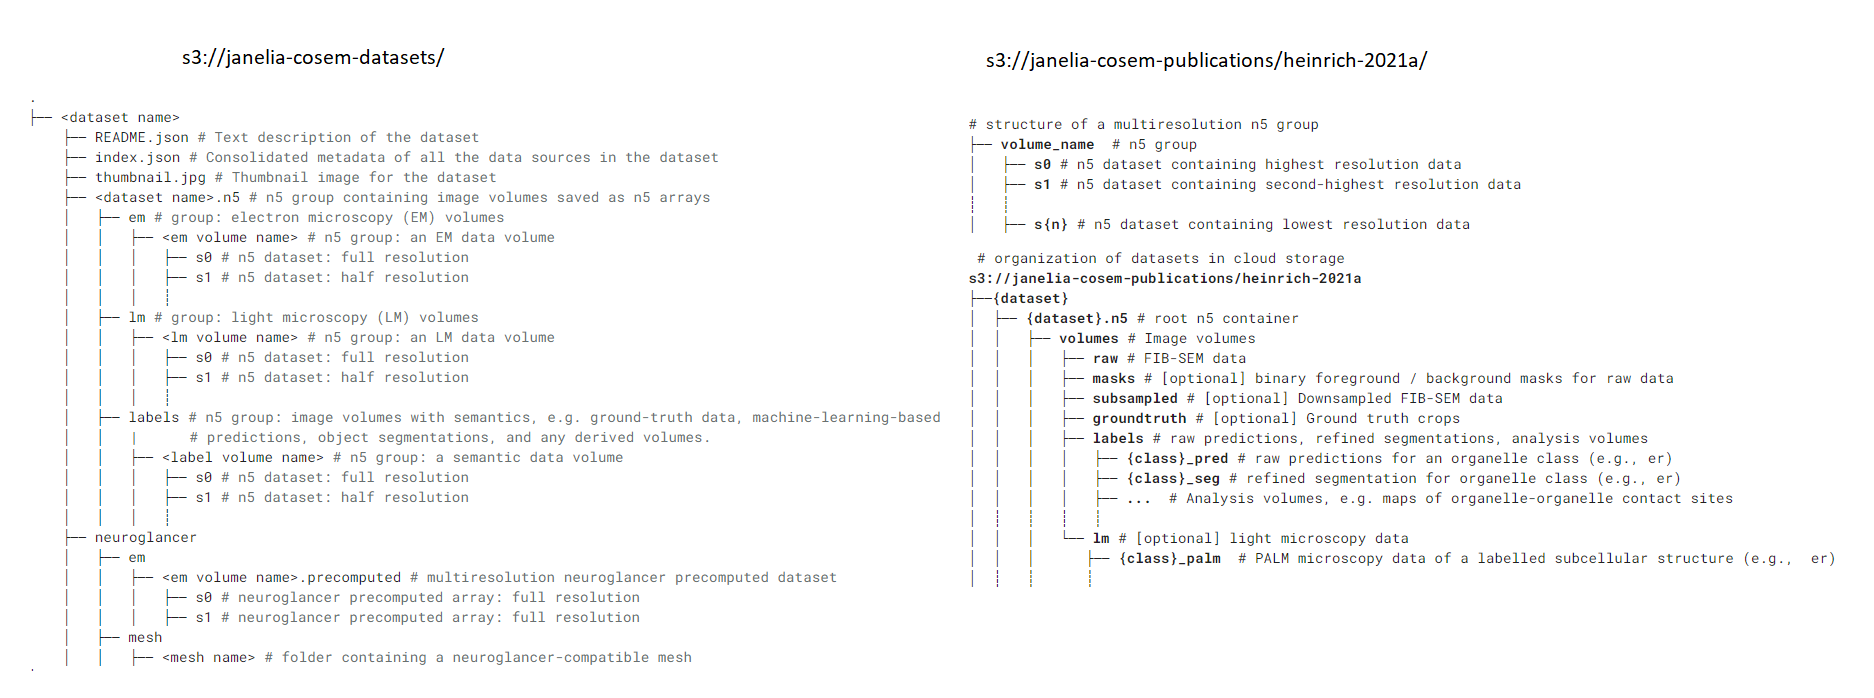 s3://janelia-cosem-datasets/
.
├── <dataset name>
├── README.json # Text description of the dataset
├── index.json # Consolidated metadata of all the data sources in the dataset
├── thumbnail.jpg # Thumbnail image for the dataset
├── <dataset name>.n5 # n5 group containing image volumes saved as n5 arrays
│ ├── em # group: electron microscopy (EM) volumes
│ │ ├── <em volume name> # n5 group: an EM data volume
│ │ │ ├── s0 # n5 dataset: full resolution
│ │ │ ├── s1 # n5 dataset: half resolution
│ ├── lm # group: light microscopy (LM) volumes
│ │ ├── <lm volume name> # n5 group: an LM data volume
│ │ │ ├── s0 # n5 dataset: full resolution
│ │ │ ├── s1 # n5 dataset: half resolution
│ ├── labels # n5 group: image volumes with semantics, e.g. ground-truth data, machine-learning-based
│ │ | # predictions, object segmentations, and any derived volumes.
│ │ ├── <label volume name> # n5 group: a semantic data volume
│ │ │ ├── s0 # n5 dataset: full resolution
│ │ │ ├── s1 # n5 dataset: half resolution
├── neuroglancer
│ ├── em
│ │ ├── <em volume name>.precomputed # multiresolution neuroglancer precomputed dataset
│ │ │ ├── s0 # neuroglancer precomputed array: full resolution
│ │ │ ├── s1 # neuroglancer precomputed array: full resolution
│ ├── mesh
│ │ ├── <mesh name> # folder containing a neuroglancer-compatible mesh
.
s3://janelia-cosem-publications/heinrich-2021a/
# structure of a multiresolution n5 group
├── volume_name # n5 group
│ ├── s0 # n5 dataset containing highest resolution data
│ ├── s1 # n5 dataset containing second-highest resolution data
│ ├── s{n} # n5 dataset containing lowest resolution data
# organization of datasets in cloud storage
s3://janelia-cosem-publications/heinrich-2021a
├──{dataset}
│ ├── {dataset}.n5 # root n5 container
│ │ ├── volumes # Image volumes
│ │ │ ├── raw # FIB-SEM data
│ │ │ ├── masks # [optional] binary foreground / background masks for raw data
│ │ │ ├── subsampled # [optional] Downsampled FIB-SEM data
│ │ │ ├── groundtruth # [optional] Ground truth crops
│ │ │ ├── labels # raw predictions, refined segmentations, analysis volumes
│ │ │ │ ├── {class}_pred # raw predictions for an organelle class (e.g., er)
│ │ │ │ ├── {class}_seg # refined segmentation for organelle class (e.g., er)
│ │ │ │ ├── ... # Analysis volumes, e.g. maps of organelle-organelle contact sites
│ │ │ └── lm # [optional] light microscopy data
│ │ │ ├── {class}_palm # PALM microscopy data of a labelled subcellular structure (e.g., er)